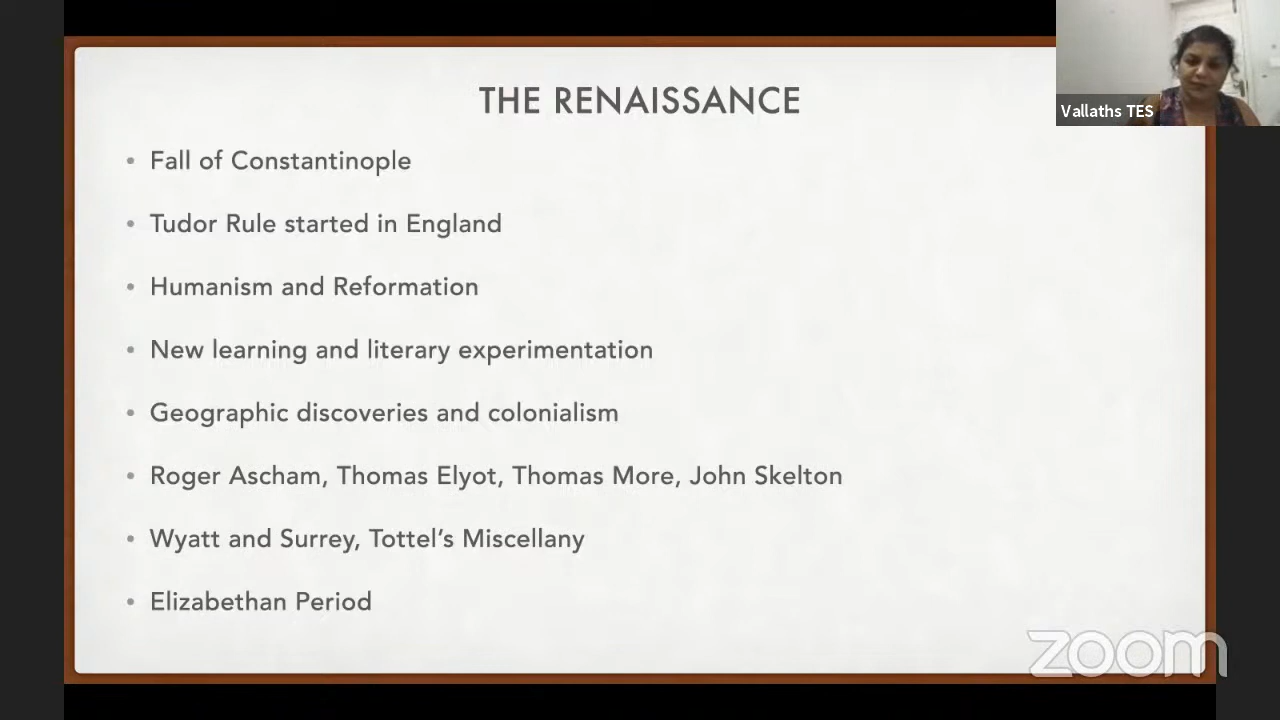 THE RENAISSANCE
Vallaths TES
• Fall of Constantinople
• Tudor Rule started in England
• Humanism and Reformation
• New learning and literary experimentation
• Geographic discoveries and colonialism
• Roger Ascham, Thomas Elyot, Thomas More, John Skelton
• Wyatt and Surrey, Tottel’s Miscellany
• Elizabethan Period
zoom